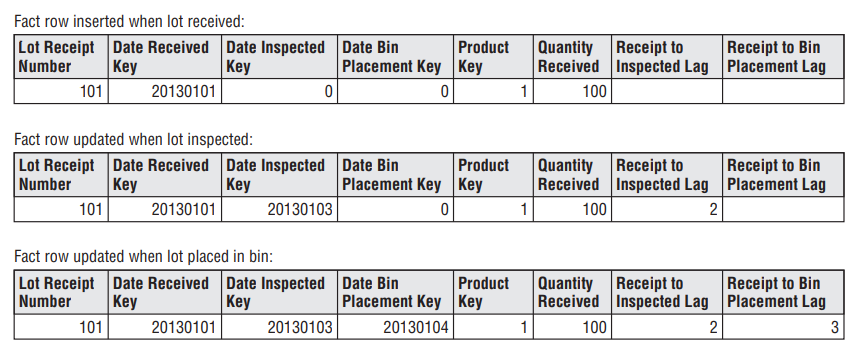 Fact row inserted when lot received:
Lot Receipt Date Received Date Inspected Date Bin Product Quantity Receipt to Receipt to Bin
Number Key Key Placement Key Key Received Inspected Lag Placement Lag
101 20130101 0 0 1 100
Fact row updated when lot inspected:
Lot Receipt Date Received Date Inspected Date Bin Product Quantity Receipt to Receipt to Bin
Number Key Key Placement Key Key Received Inspected Lag Placement Lag
101 20130101 20130103 0 1 100 2
Fact row updated when lot placed in bin:
Lot Receipt Date Received Date Inspected Date Bin Product Quantity Receipt to Receipt to Bin
Number Key Key Placement Key Key Received Inspected Lag Placement Lag
101 20130101 20130103 20130104 1 100 2 3